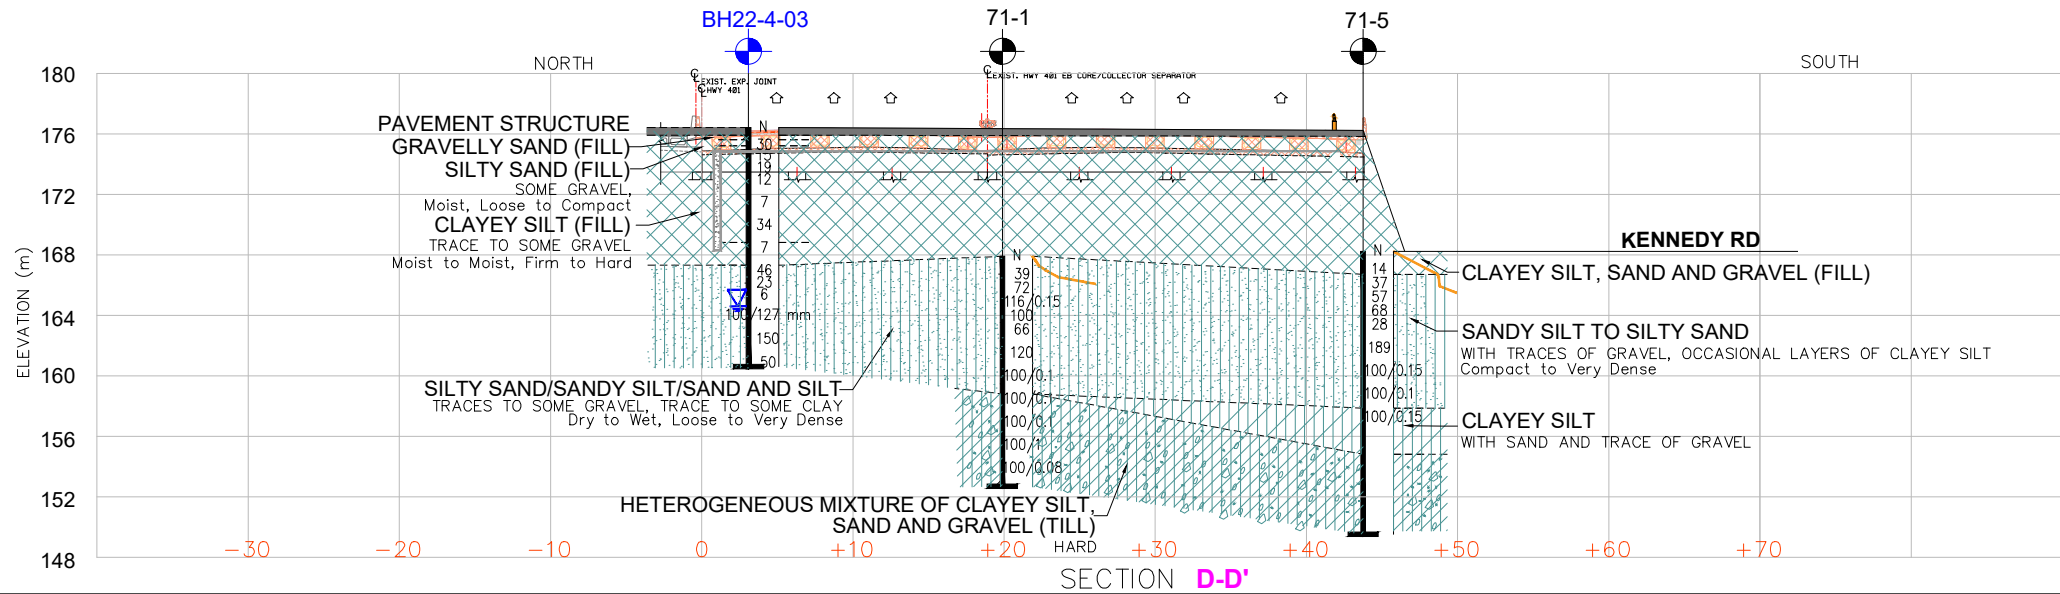 BH22-4-03
71-1
71-5
NORTH
SOUTH
EXIST. EXP. JOINT
HWY 401
EXIST. HWY 401 EB CORE/COLLECTOR SEPARATOR
ELEVATION (m)
180
176
172
168
164
160
156
152
148
PAVEMENT STRUCTURE
GRAVELLY SAND (FILL)
SILTY SAND (FILL)
SOME GRAVEL,
Moist, Loose to Compact
CLAYEY SILT (FILL)
TRACE TO SOME GRAVEL
Moist to Moist, Firm to Hard
N
30
19
12
7
34
7
46
23
6
100/127 mm
150
50
SILTY SAND/SANDY SILT/SAND AND SILT
TRACES TO SOME GRAVEL, TRACE TO SOME CLAY
Dry to Wet, Loose to Very Dense
N
39
72
116/0.15
100
66
120
100/0.1
100/0.1
100/0.1
100/1
100/0.08
HETEROGENEOUS MIXTURE OF CLAYEY SILT,
SAND AND GRAVEL (TILL)
HARD
N
14
37
57
68
28
189
100/0.15
100/0.1
100/0.15
KENNEDY RD
CLAYEY SILT, SAND AND GRAVEL (FILL)
SANDY SILT TO SILTY SAND
WITH TRACES OF GRAVEL, OCCASIONAL LAYERS OF CLAYEY SILT
Compact to Very Dense
CLAYEY SILT
WITH SAND AND TRACE OF GRAVEL
-30 -20 -10 0 +10 +20 +30 +40 +50 +60 +70
SECTION D-D'